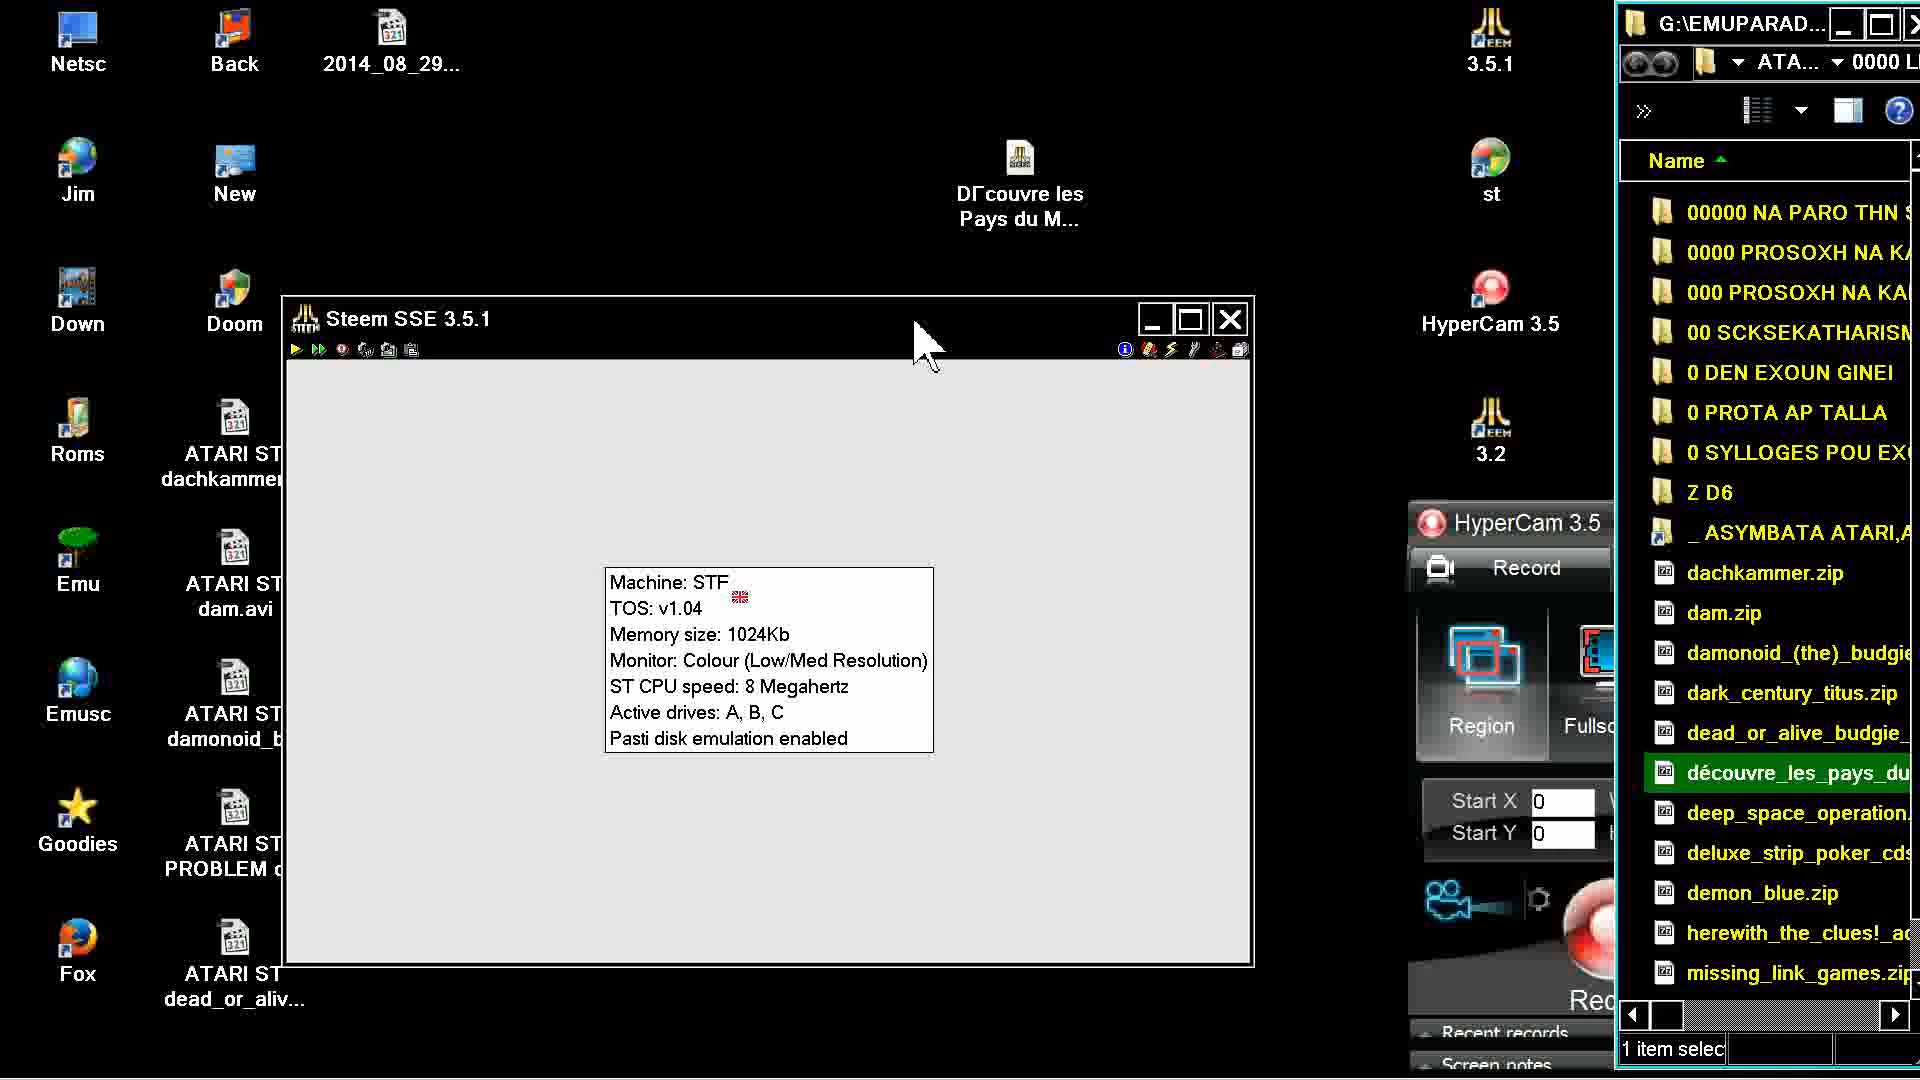 Netsc
Back
2014_08_29...
Jim
New
Down
Doom
Roms
ATARI ST
dachkammer
Emu
ATARI ST
dam.avi
Emusc
ATARI ST
damonoid_b
Goodies
ATARI ST
PROBLEM
Fox
ATARI ST
dead_or_aliv...
DΓcouvre les
Pays du M...
3.5.1
st
HyperCam 3.5
3.2
Steem SSE 3.5.1
Machine: STF
TOS: v1.04
Memory size: 1024Kb
Monitor: Colour (Low/Med Resolution)
ST CPU speed: 8 Megahertz
Active drives: A, B, C
Pasti disk emulation enabled
HyperCam 3.5
Record
Region
Fullsc
Start X 0
Start Y 0
Rec
Recent records
Screen notes
G:\EMUPARAD...
ATA... 0000 L
Name
00000 NA PARO THN S
0000 PROSOXH NA KA
000 PROSOXH NA KA
00 SCKSEKATHARISM
0 DEN EXOUN GINEI
0 PROTA AP TALLA
0 SYLLOGES POU EX
Z D6
_ ASYMBATA ATARI,A
dachkammer.zip
dam.zip
damonoid_(the)_budgie
dark_century_titus.zip
dead_or_alive_budgie_
découvre_les_pays_du
deep_space_operation.
deluxe_strip_poker_cds
demon_blue.zip
herewith_the_clues!_ac
missing_link_games.zip
1 item selec